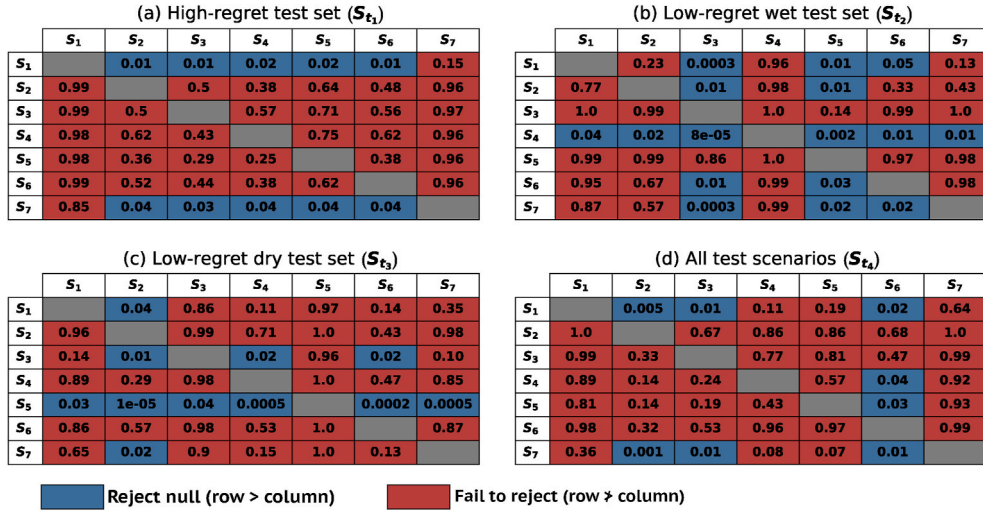 (a) High-regret test set (S_t1)
S1 S2 S3 S4 S5 S6 S7
S1 0.01 0.01 0.02 0.02 0.01 0.15
S2 0.99 0.5 0.38 0.64 0.48 0.96
S3 0.99 0.5 0.57 0.71 0.56 0.97
S4 0.98 0.62 0.43 0.75 0.62 0.96
S5 0.98 0.36 0.29 0.25 0.38 0.96
S6 0.99 0.52 0.44 0.38 0.62 0.96
S7 0.85 0.04 0.03 0.04 0.04 0.04
(b) Low-regret wet test set (S_t2)
S1 S2 S3 S4 S5 S6 S7
S1 0.23 0.0003 0.96 0.01 0.05 0.13
S2 0.77 0.01 0.98 0.01 0.33 0.43
S3 1.0 0.99 1.0 0.14 0.99 1.0
S4 0.04 0.02 8e-05 0.002 0.01 0.01
S5 0.99 0.99 0.86 1.0 0.97 0.98
S6 0.95 0.67 0.01 0.99 0.03 0.98
S7 0.87 0.57 0.0003 0.99 0.02 0.02
(c) Low-regret dry test set (S_t3)
S1 S2 S3 S4 S5 S6 S7
S1 0.04 0.86 0.11 0.97 0.14 0.35
S2 0.96 0.99 0.71 1.0 0.43 0.98
S3 0.14 0.01 0.02 0.96 0.02 0.10
S4 0.89 0.29 0.98 1.0 0.47 0.85
S5 0.03 1e-05 0.04 0.0005 0.0002 0.0005
S6 0.86 0.57 0.98 0.53 1.0 0.87
S7 0.65 0.02 0.9 0.15 1.0 0.13
(d) All test scenarios (S_t4)
S1 S2 S3 S4 S5 S6 S7
S1 0.005 0.01 0.11 0.19 0.02 0.64
S2 1.0 0.67 0.86 0.86 0.68 1.0
S3 0.99 0.33 0.77 0.81 0.47 0.99
S4 0.89 0.14 0.24 0.57 0.04 0.92
S5 0.81 0.14 0.19 0.43 0.03 0.93
S6 0.98 0.32 0.53 0.96 0.97 0.99
S7 0.36 0.001 0.01 0.08 0.07 0.01
Reject null (row > column)
Fail to reject (row ≯ column)